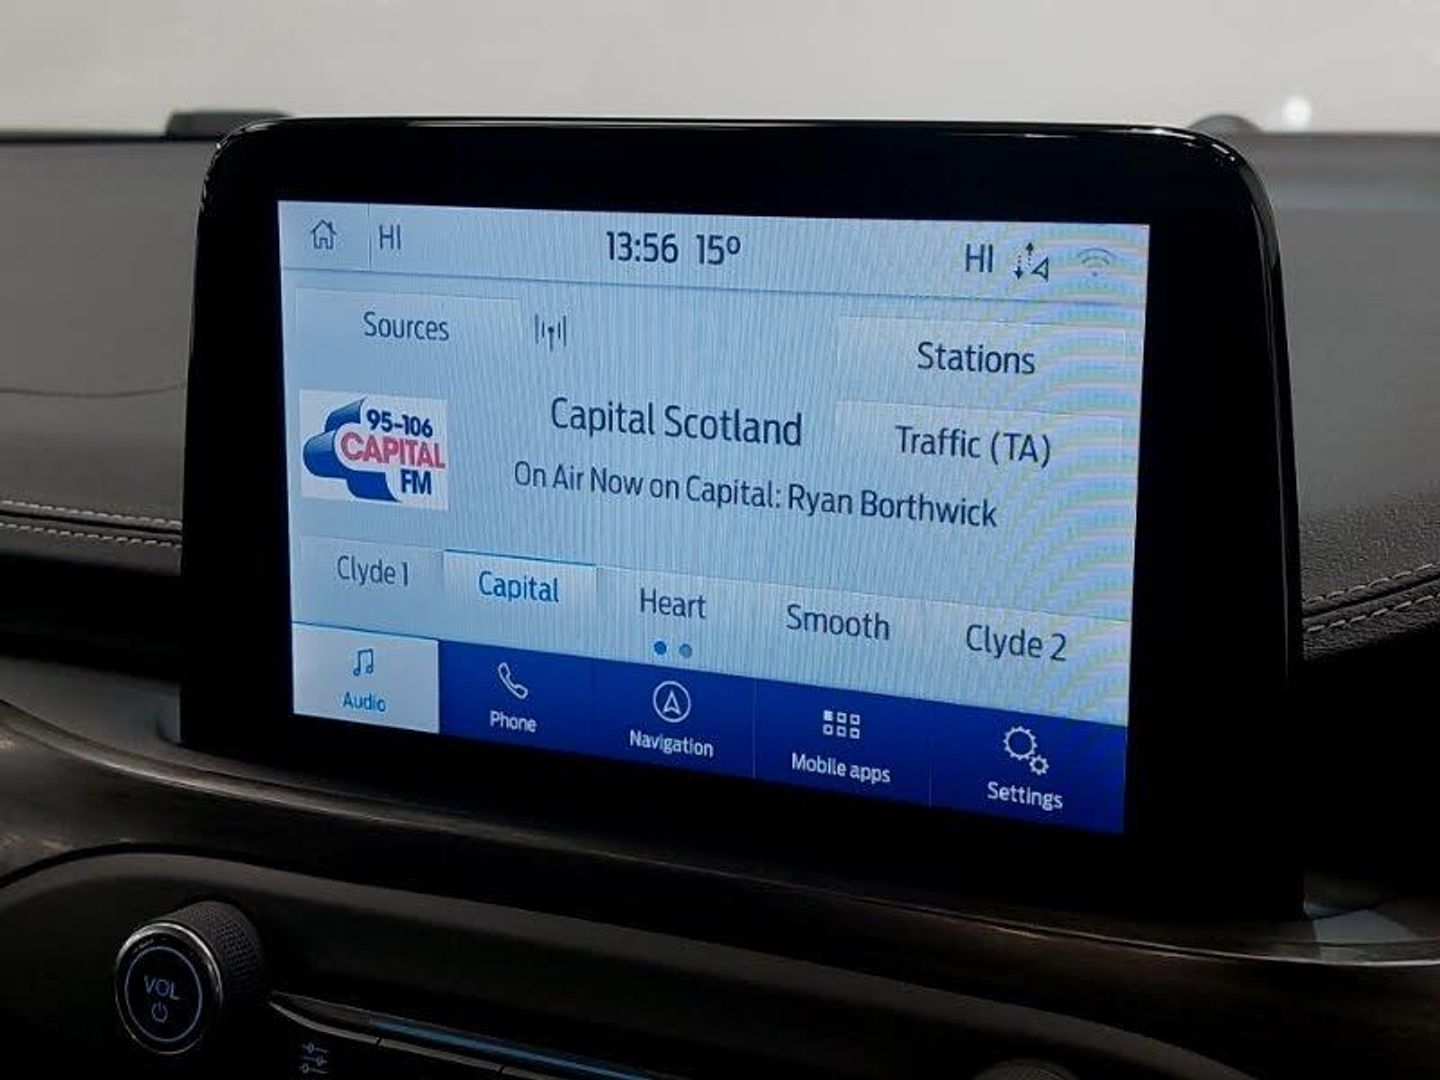 HI 13:56 15º HI
Sources
Stations
95-106
CAPITAL
FM
Capital Scotland
Traffic (TA)
On Air Now on Capital: Ryan Borthwick
Clyde 1 Capital Heart Smooth Clyde 2
Audio Phone Navigation Mobile apps Settings
VOL